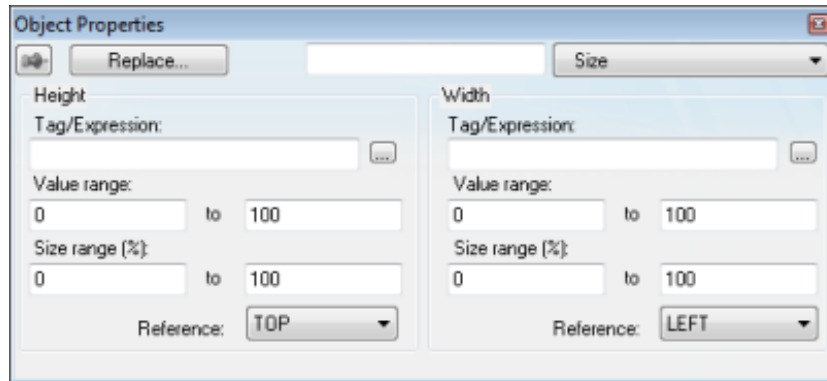 Object Properties
Replace... Size
Height Width
Tag/Expression: Tag/Expression:
... ...
Value range: Value range:
0 to 100 0 to 100
Size range (%): Size range (%):
0 to 100 0 to 100
Reference: TOP Reference: LEFT